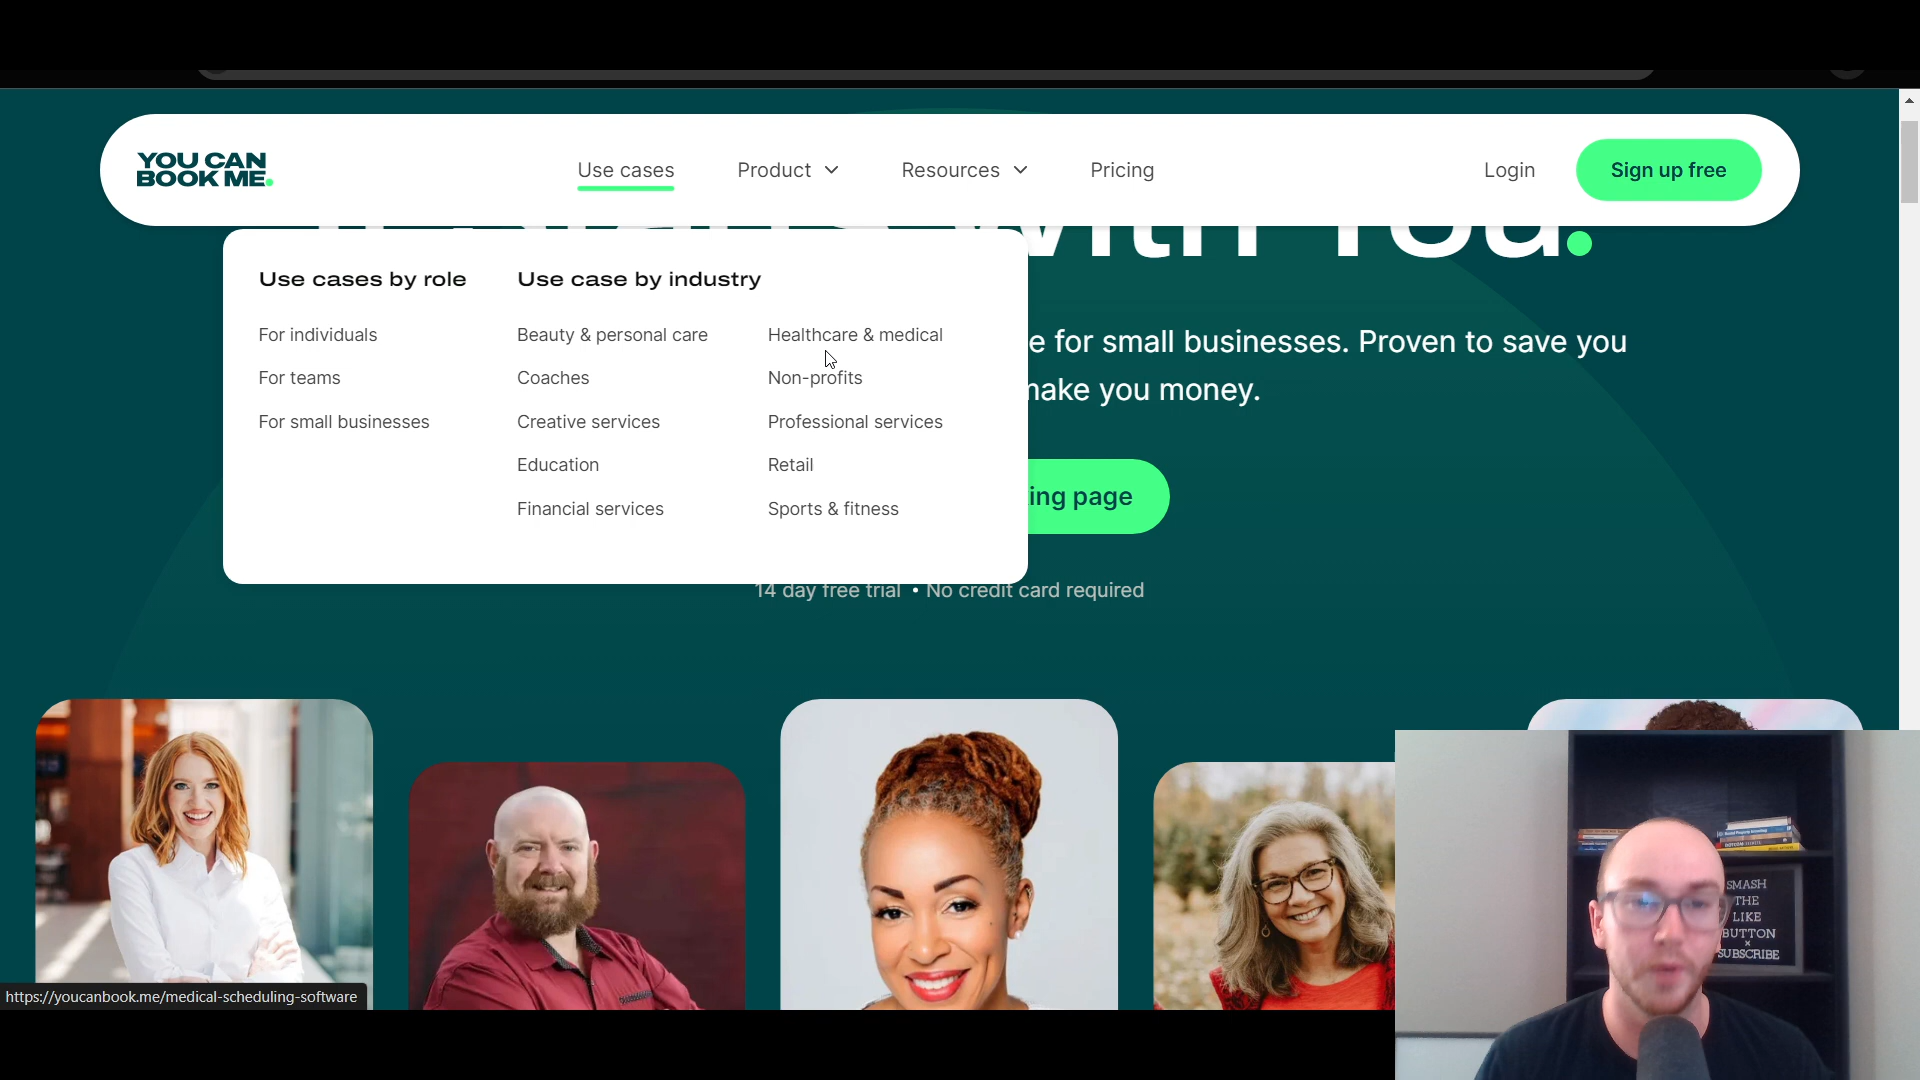 YOU CAN
BOOK ME.
Use cases
Product
Resources
Pricing
Login
Sign up free
with You.
Use cases by role
For individuals
For teams
For small businesses
Use case by industry
Beauty & personal care
Coaches
Creative services
Education
Financial services
Healthcare & medical
Non-profits
Professional services
Retail
Sports & fitness
e for small businesses. Proven to save you
make you money.
ing page
14 day free trial • No credit card required
SMASH
THE
LIKE
BUTTON
×
SUBSCRIBE
https://youcanbook.me/medical-scheduling-software